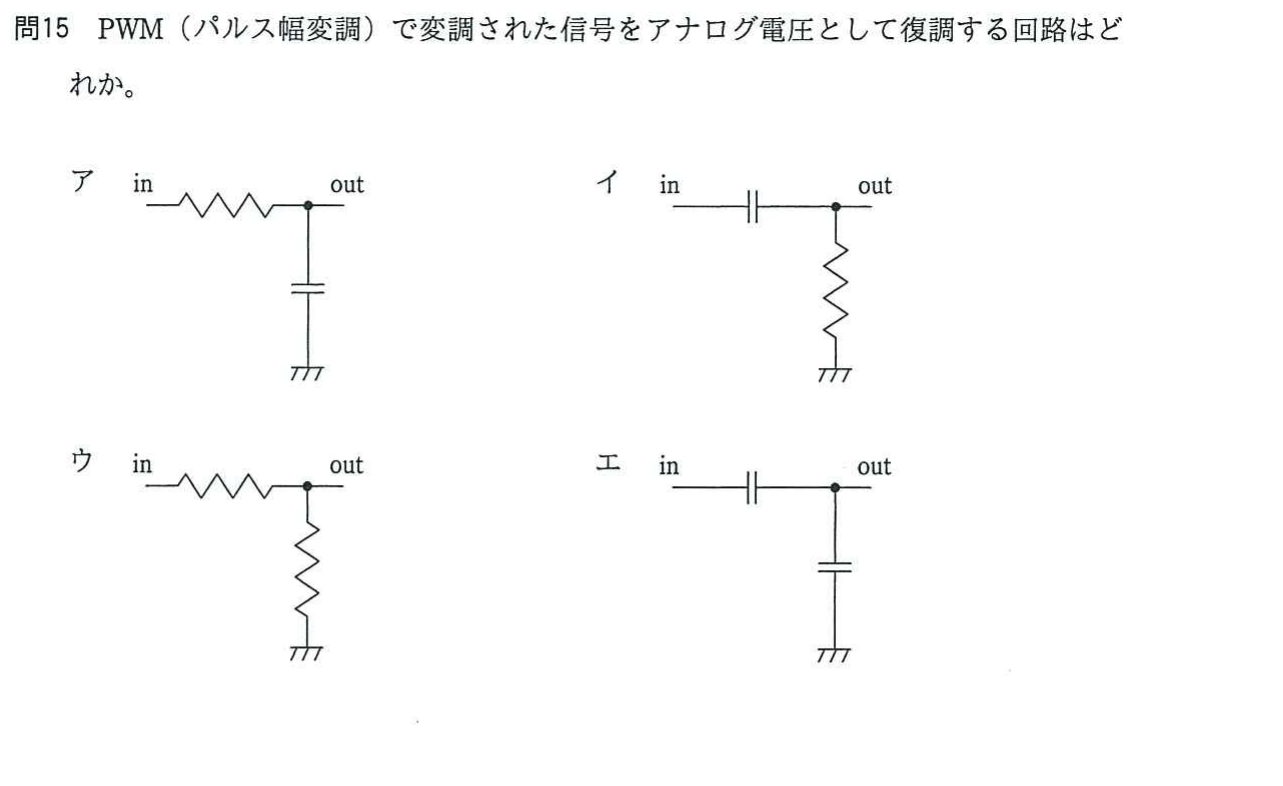 問15　PWM（パルス幅変調）で変調された信号をアナログ電圧として復調する回路はど
れか。
ア in out
イ in out
ウ in out
エ in out